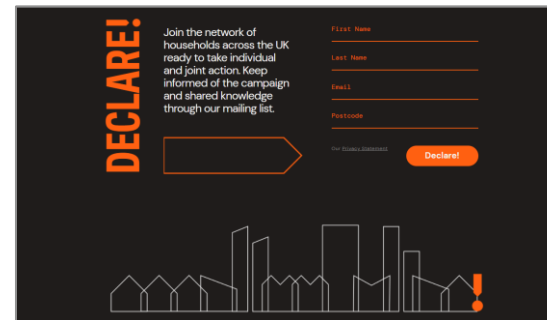 DECLARE!
Join the network of
households across the UK
ready to take individual
and joint action. Keep
informed of the campaign
and shared knowledge
through our mailing list.
First Name
Last Name
Email
Postcode
Our Privacy Statement
Declare!